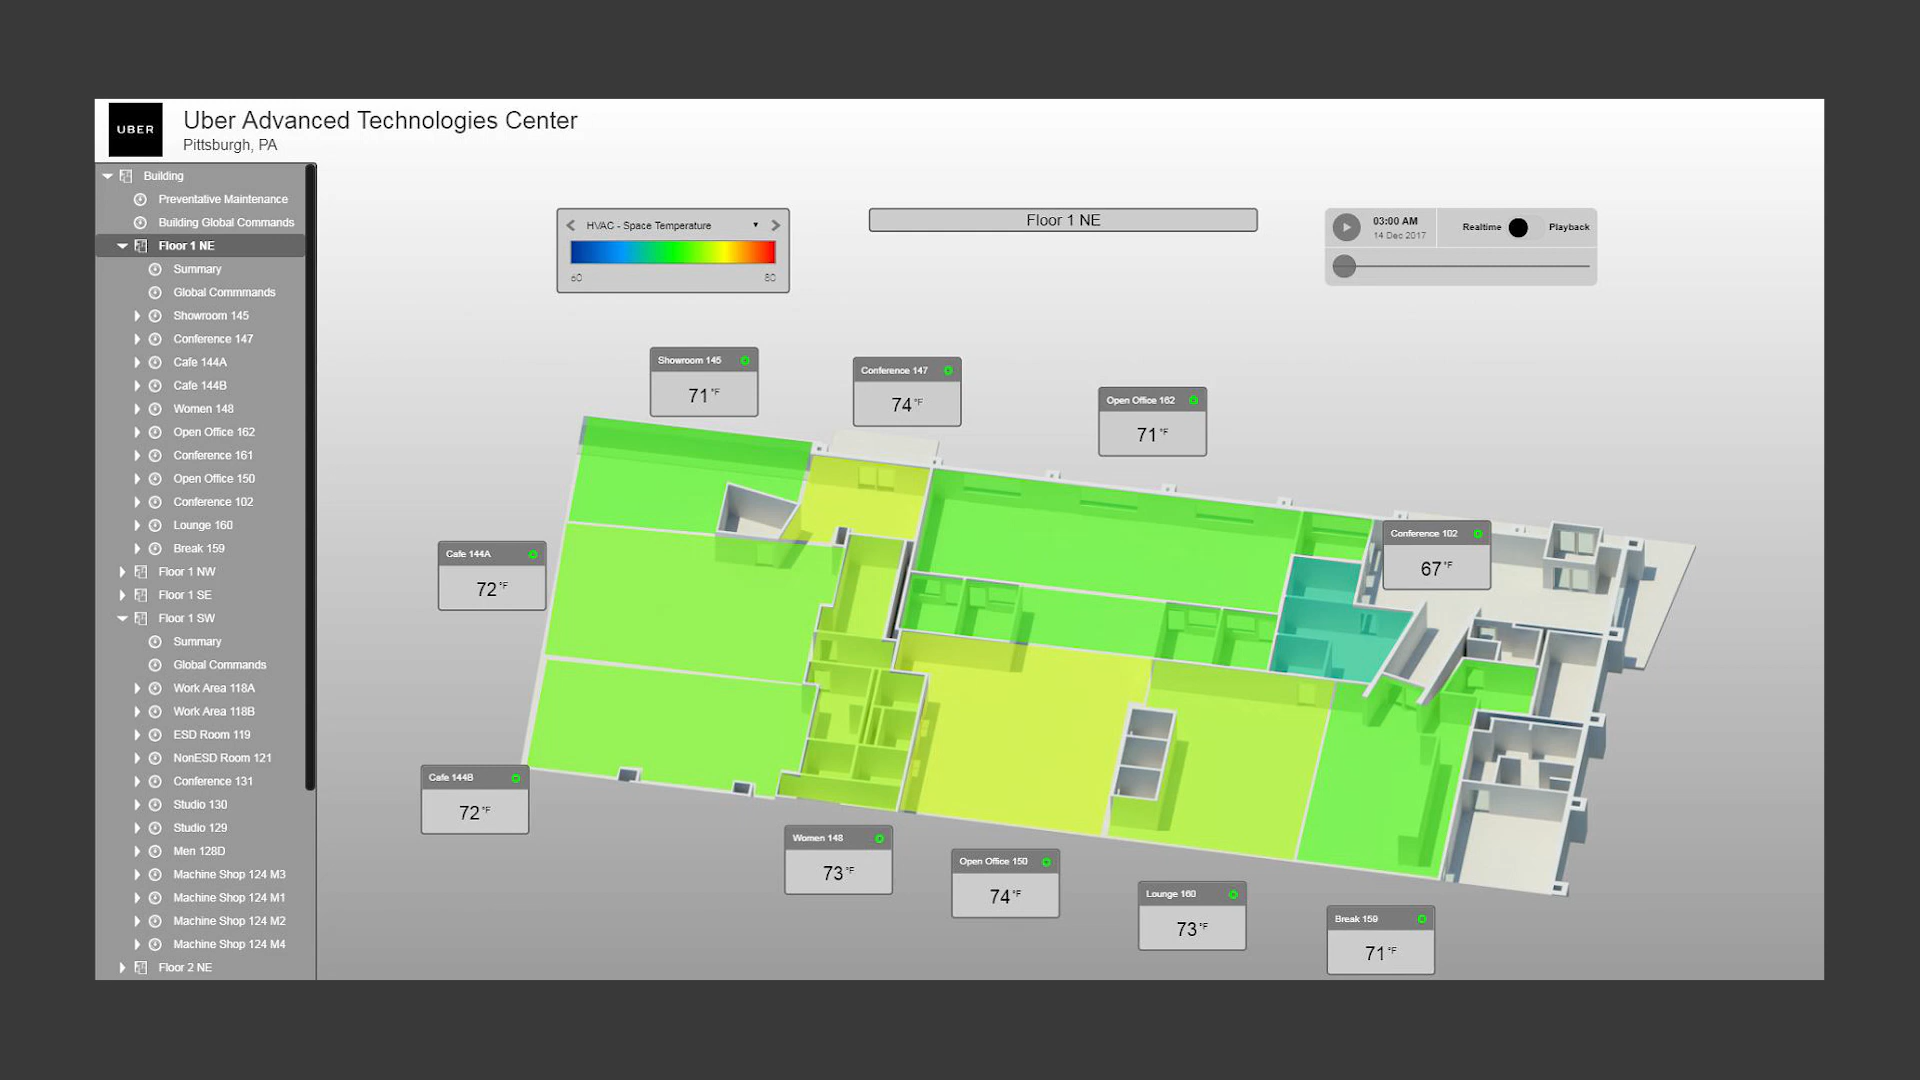 UBER
Uber Advanced Technologies Center
Pittsburgh, PA
Building
Preventative Maintenance
Building Global Commands
Floor 1 NE
Summary
Global Commmands
Showroom 145
Conference 147
Cafe 144A
Cafe 144B
Women 148
Open Office 162
Conference 161
Open Office 150
Conference 102
Lounge 160
Break 159
Floor 1 NW
Floor 1 SE
Floor 1 SW
Summary
Global Commands
Work Area 118A
Work Area 118B
ESD Room 119
NonESD Room 121
Conference 131
Studio 130
Studio 129
Men 128D
Machine Shop 124 M3
Machine Shop 124 M1
Machine Shop 124 M2
Machine Shop 124 M4
Floor 2 NE
HVAC - Space Temperature
60 80
Floor 1 NE
03:00 AM
14 Dec 2017
Realtime Playback
Showroom 145
71 °F
Conference 147
74 °F
Open Office 162
71 °F
Conference 102
67 °F
Cafe 144A
72 °F
Cafe 144B
72 °F
Women 148
73 °F
Open Office 150
74 °F
Lounge 160
73 °F
Break 159
71 °F